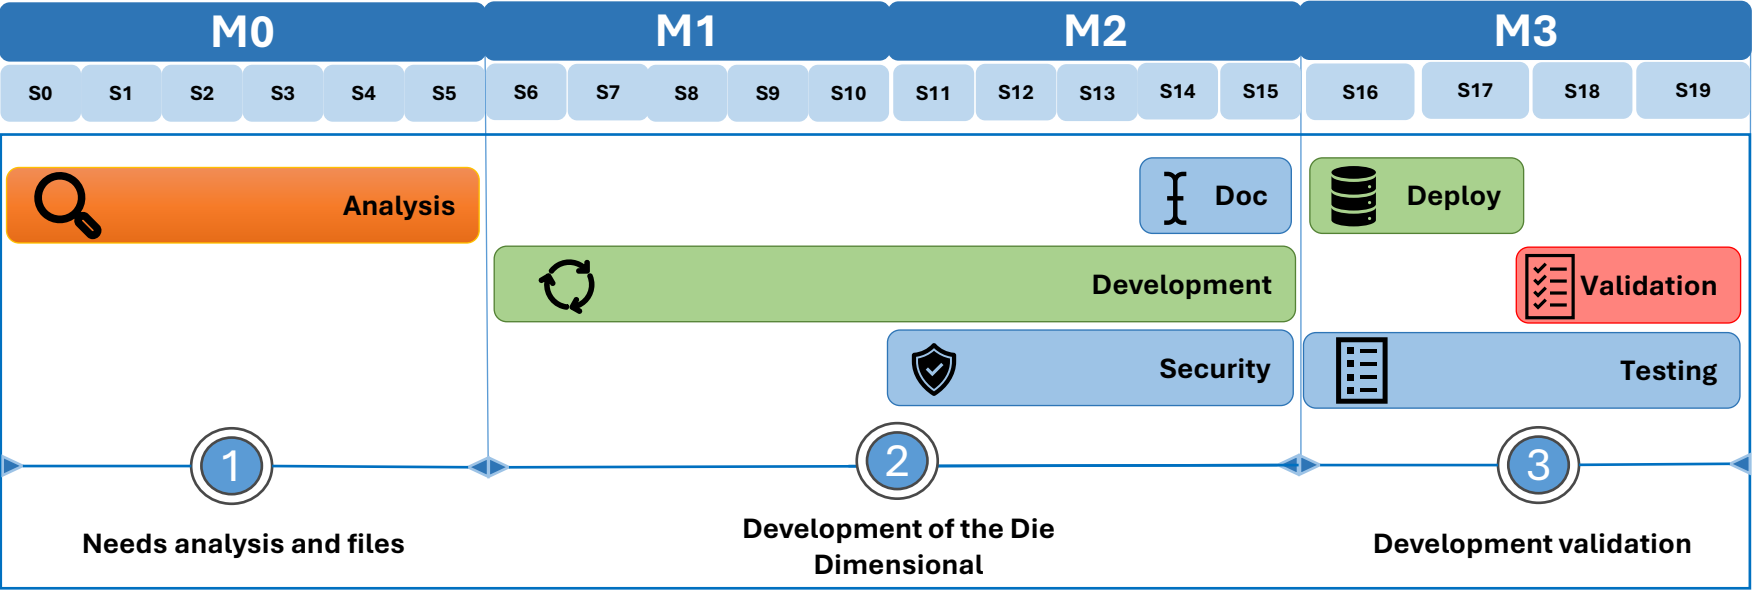 M0 M1 M2 M3
S0 S1 S2 S3 S4 S5 S6 S7 S8 S9 S10 S11 S12 S13 S14 S15 S16 S17 S18 S19
Analysis
Doc
Deploy
Development
Validation
Security
Testing
1
2
3
Needs analysis and files
Development of the Die
Dimensional
Development validation